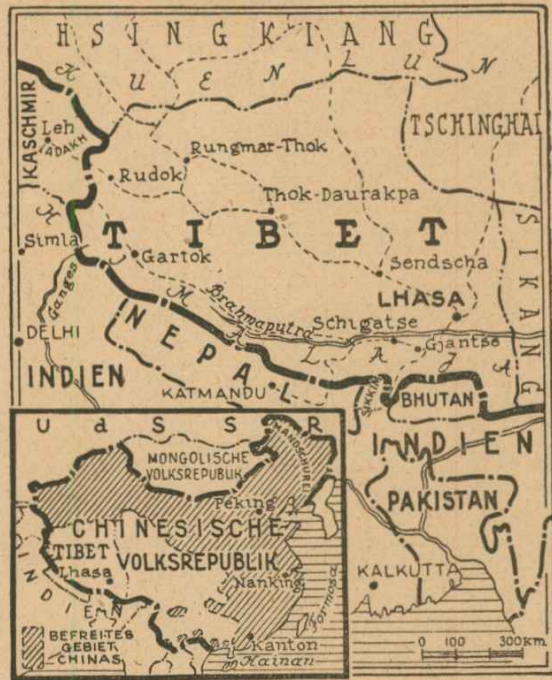 HSINGKIANG
KUENLUN
TSCHINGHAI
KASCHMIR
Leh
LADAKH
Rungmar-Thok
Rudok
Thok-Daurakpa
TIBET
SIKANG
Simla
Gartok
Sendscha
LHASA
HIMALAJA
Ganges
Brahmaputra
Schigatse
Gjantse
DELHI
NEPAL
INDIEN
KATMANDU
SIKKIM
BHUTAN
INDIEN
PAKISTAN
KALKUTTA
0 100 300km
UdSSR
MONGOLISCHE
VOLKSREPUBLIK
MANDSCHUREI
Peking
CHINESISCHE
VOLKSREPUBLIK
TIBET
Lhasa
Nanking
INDIEN
Formosa
Kanton
Hainan
BEFREITES
GEBIET
CHINAS